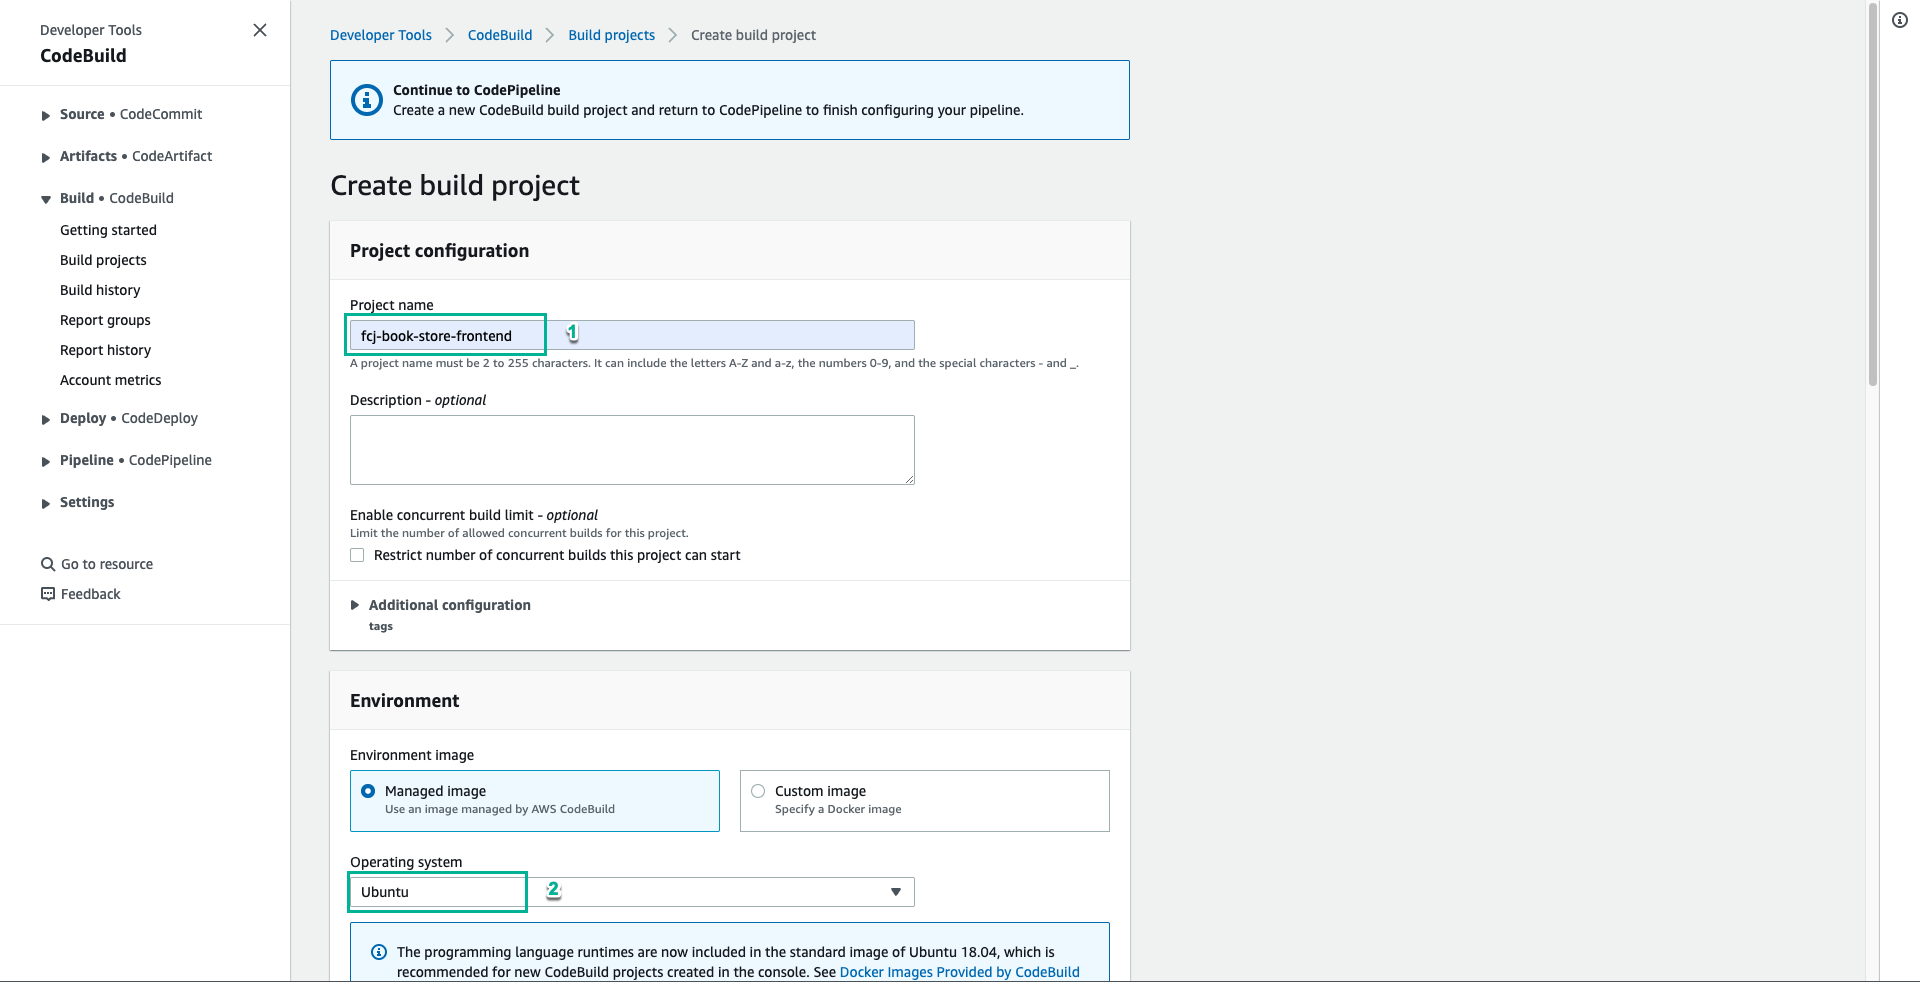 Developer Tools
CodeBuild
Source • CodeCommit
Artifacts • CodeArtifact
Build • CodeBuild
Getting started
Build projects
Build history
Report groups
Report history
Account metrics
Deploy • CodeDeploy
Pipeline • CodePipeline
Settings
Go to resource
Feedback
Developer Tools > CodeBuild > Build projects > Create build project
Continue to CodePipeline
Create a new CodeBuild build project and return to CodePipeline to finish configuring your pipeline.
Create build project
Project configuration
Project name
fcj-book-store-frontend 1
A project name must be 2 to 255 characters. It can include the letters A-Z and a-z, the numbers 0-9, and the special characters - and _.
Description - optional
Enable concurrent build limit - optional
Limit the number of allowed concurrent builds for this project.
Restrict number of concurrent builds this project can start
Additional configuration
tags
Environment
Environment image
Managed image
Use an image managed by AWS CodeBuild
Custom image
Specify a Docker image
Operating system
Ubuntu 2
The programming language runtimes are now included in the standard image of Ubuntu 18.04, which is
recommended for new CodeBuild projects created in the console. See Docker Images Provided by CodeBuild